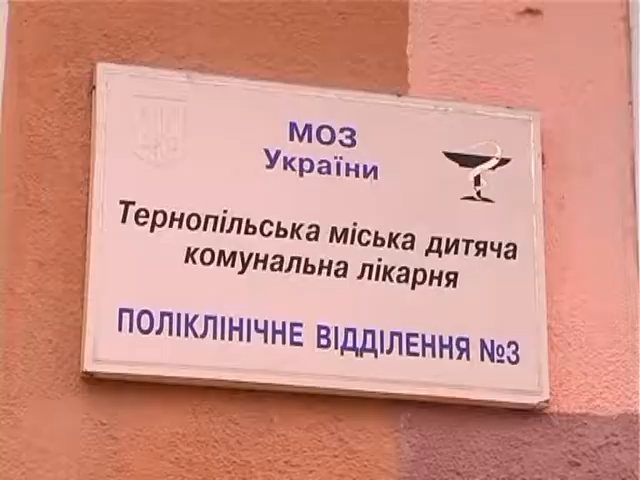 МОЗ
України
Тернопільська міська дитяча
комунальна лікарня
ПОЛІКЛІНІЧНЕ ВІДДІЛЕННЯ №3